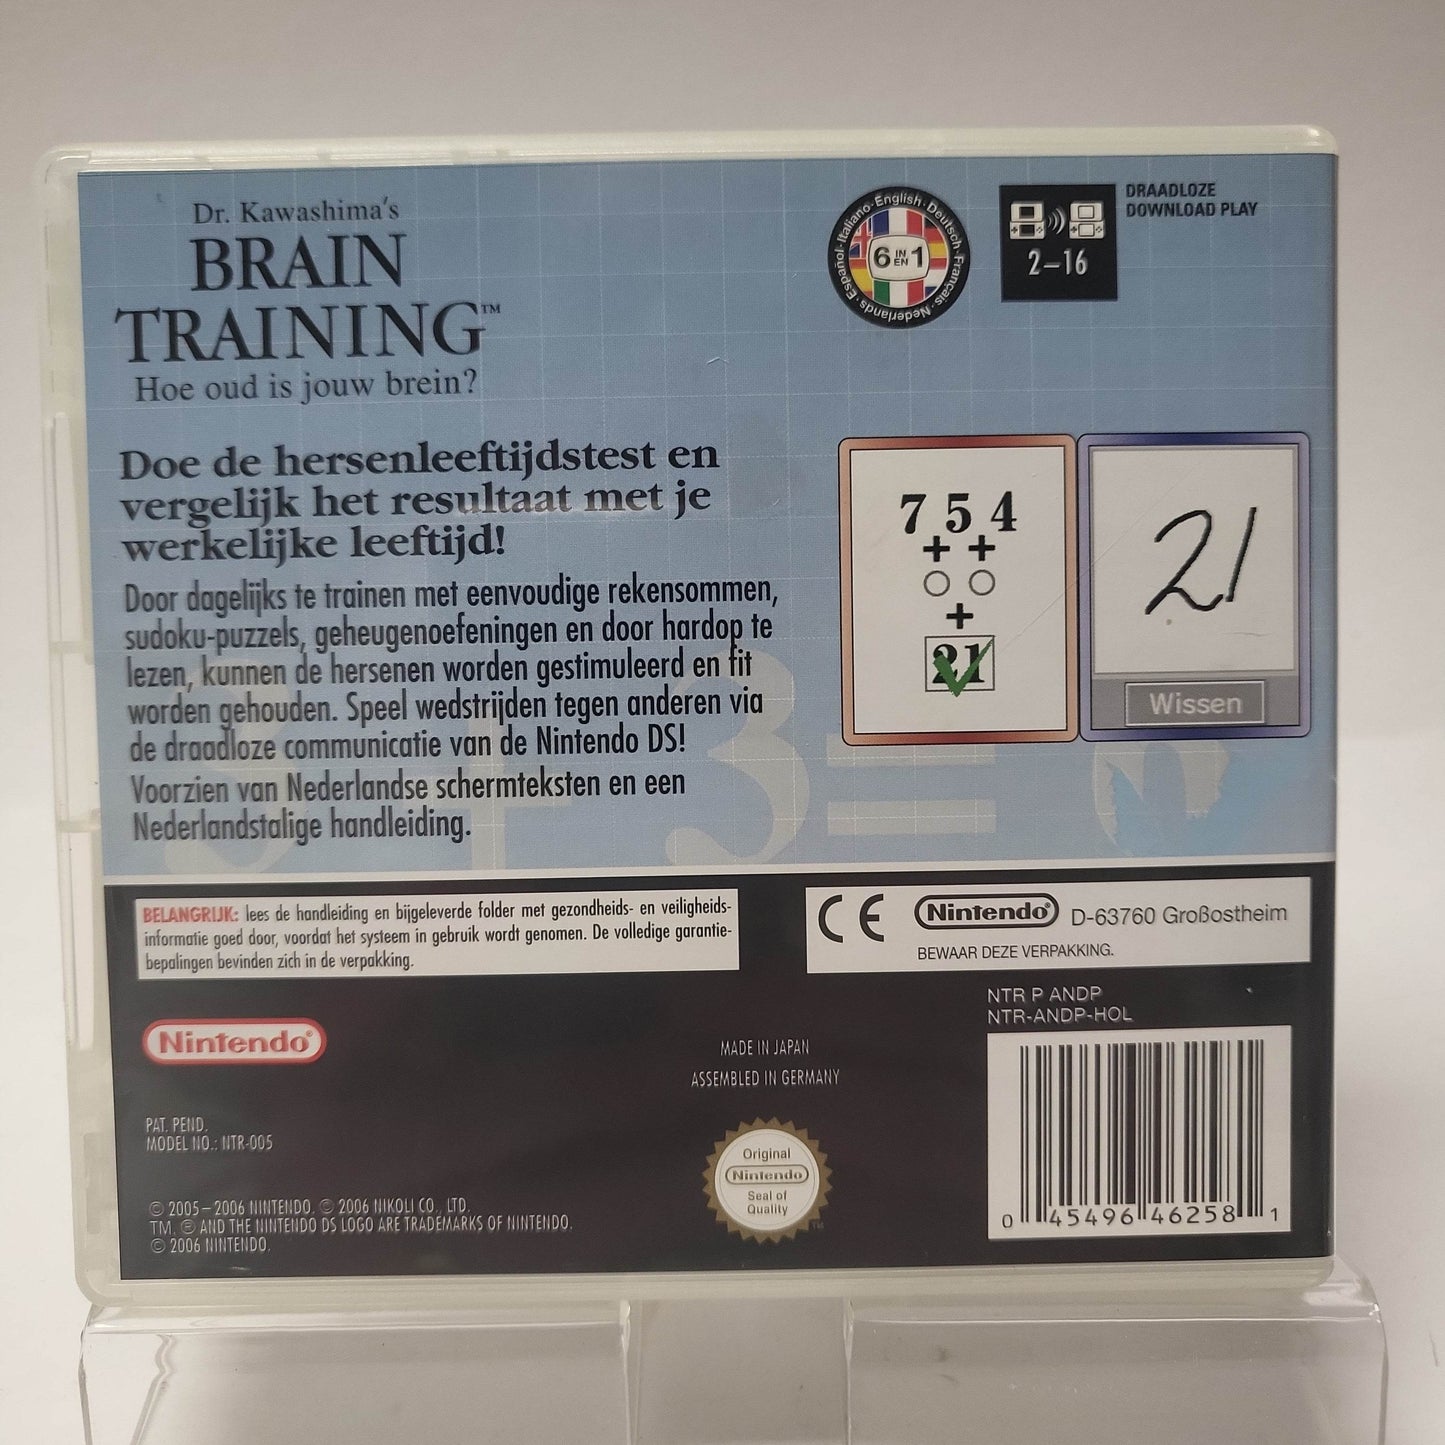 Dr. Kawashima's
BRAIN
TRAINING™
Hoe oud is jouw brein?
Italiano · English · Deutsch · Français · Nederlands · Español
6 IN EN 1
2–16
DRAADLOZE
DOWNLOAD PLAY
Doe de hersenleeftijdstest en
vergelijk het resultaat met je
werkelijke leeftijd!
Door dagelijks te trainen met eenvoudige rekensommen,
sudoku-puzzels, geheugenoefeningen en door hardop te
lezen, kunnen de hersenen worden gestimuleerd en fit
worden gehouden. Speel wedstrijden tegen anderen via
de draadloze communicatie van de Nintendo DS!
Voorzien van Nederlandse schermteksten en een
Nederlandstalige handleiding.
7 5 4
+ +
+
21
21
Wissen
3 + 3 =
BELANGRIJK: lees de handleiding en bijgeleverde folder met gezondheids- en veiligheids-
informatie goed door, voordat het systeem in gebruik wordt genomen. De volledige garantie-
bepalingen bevinden zich in de verpakking.
CE Nintendo® D-63760 Großostheim
BEWAAR DEZE VERPAKKING.
NTR P ANDP
NTR-ANDP-HOL
Nintendo®
MADE IN JAPAN
ASSEMBLED IN GERMANY
PAT. PEND.
MODEL NO.: NTR-005
Original
Nintendo®
Seal of
Quality
TM
© 2005–2006 NINTENDO. © 2006 NIKOLI CO., LTD.
TM, ® AND THE NINTENDO DS LOGO ARE TRADEMARKS OF NINTENDO.
© 2006 NINTENDO.
0 45496 46258 1